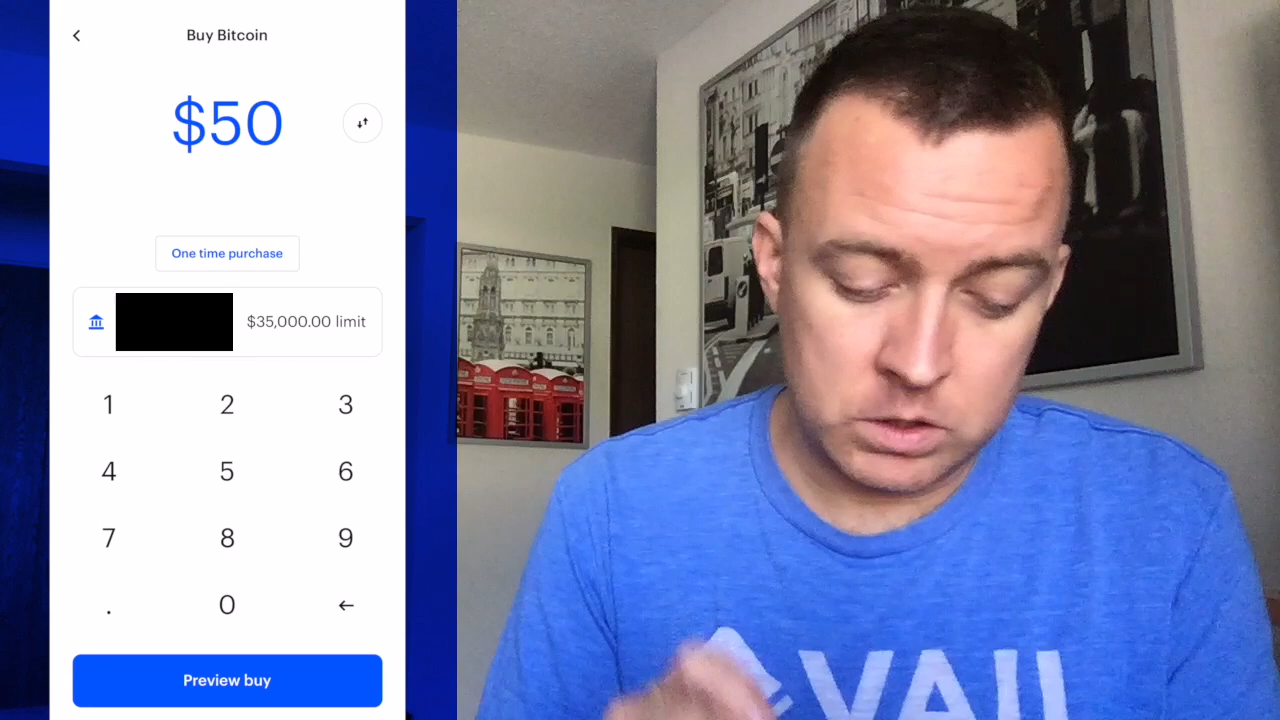 Buy Bitcoin
$50
One time purchase
$35,000.00 limit
1 2 3
4 5 6
7 8 9
. 0
Preview buy
VAIL